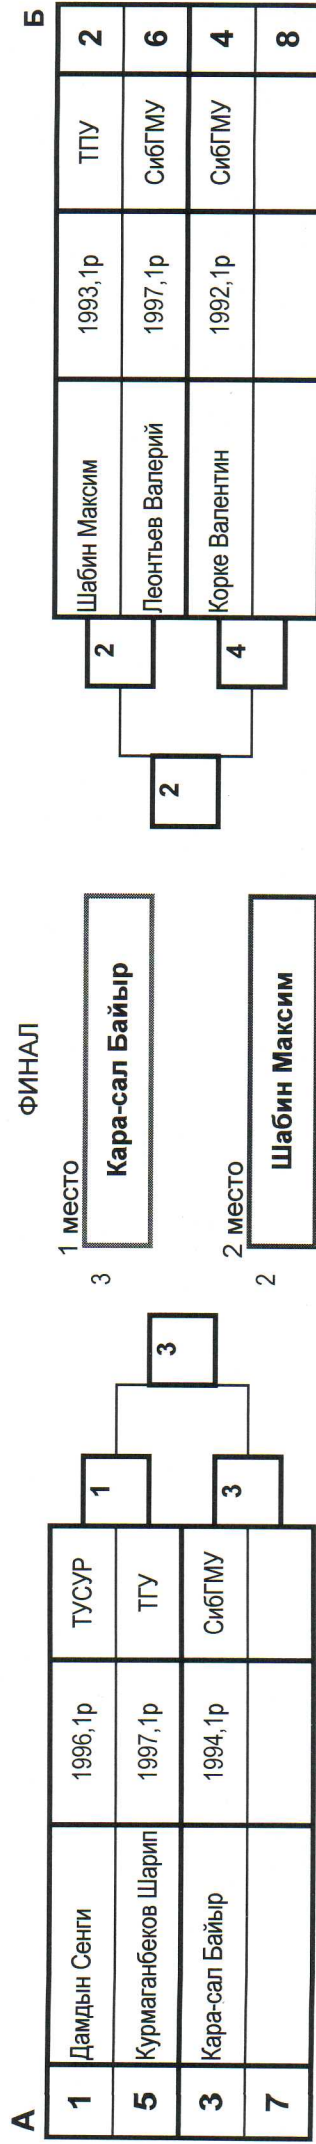 А
1 Дамдын Сенги 1996,1р ТУСУР
5 Курмаганбеков Шарип 1997,1р ТГУ
3 Кара-сал Байыр 1994,1р СибГМУ
7
1
3
3
ФИНАЛ
1 место
3 Кара-сал Байыр
2 место
2 Шабин Максим
2
2
4
Б
Шабин Максим 1993,1р ТПУ 2
Леонтьев Валерий 1997,1р СибГМУ 6
Корке Валентин 1992,1р СибГМУ 4
8